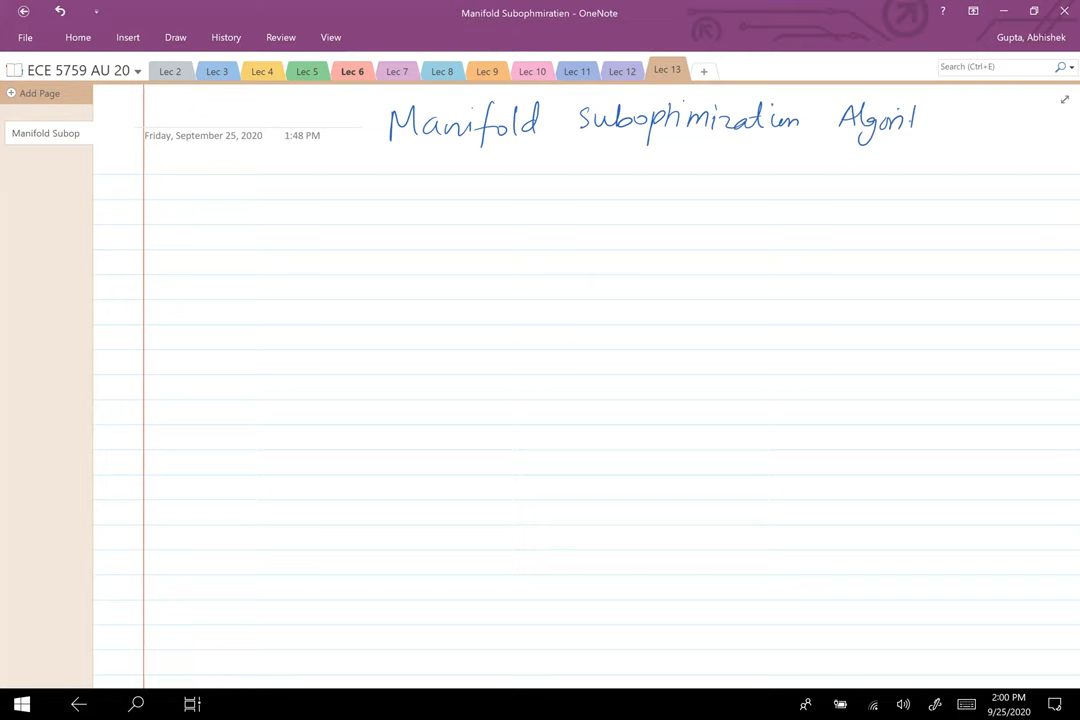 Manifold Subophmiratien - OneNote
File Home Insert Draw History Review View Gupta, Abhishek
ECE 5759 AU 20 Lec 2 Lec 3 Lec 4 Lec 5 Lec 6 Lec 7 Lec 8 Lec 9 Lec 10 Lec 11 Lec 12 Lec 13 Search (Ctrl+E)
Add Page
Manifold Subop
Manifold suboptimization Algorit
Friday, September 25, 2020 1:48 PM
2:00 PM
9/25/2020